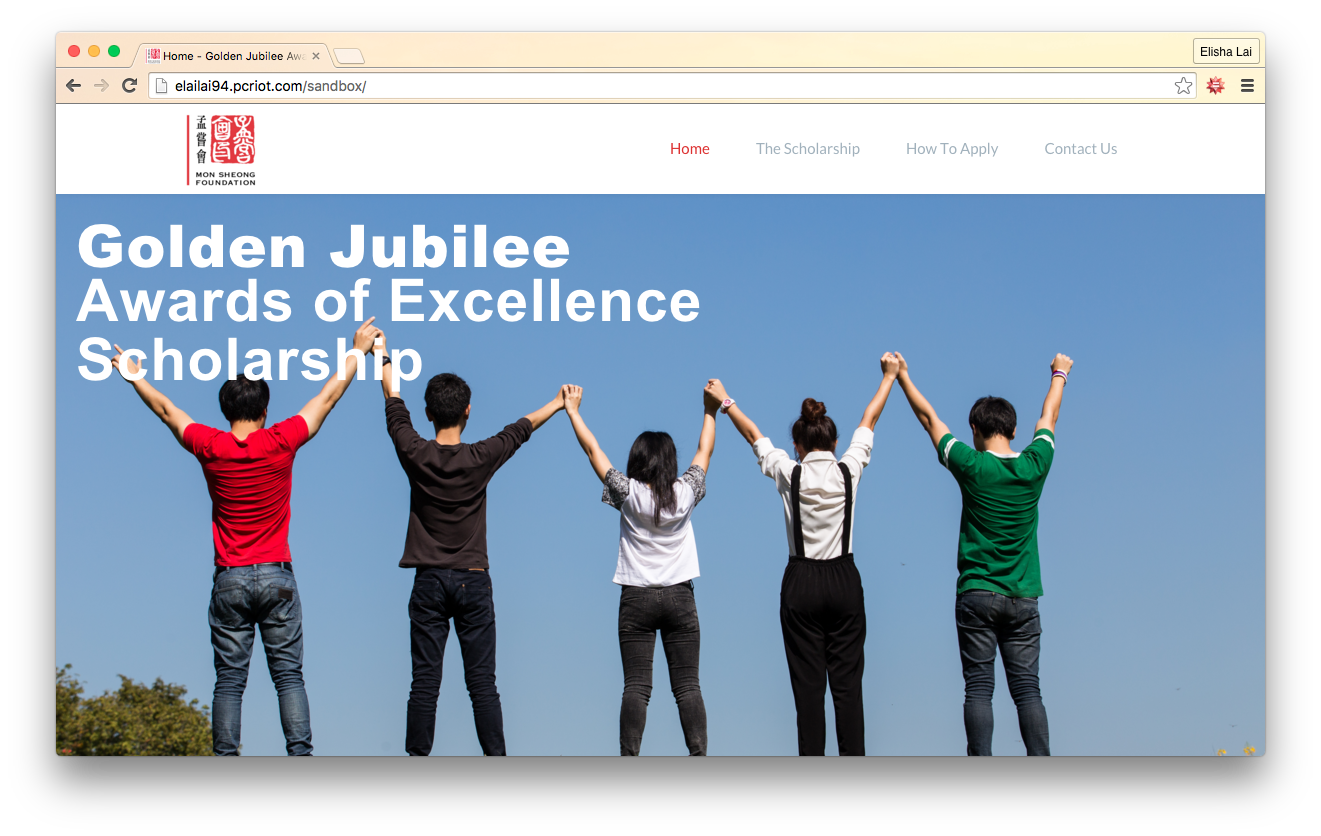 Home - Golden Jubilee Awa
Elisha Lai
elailai94.pcriot.com/sandbox/
孟嘗會
MON SHEONG
FOUNDATION
Home
The Scholarship
How To Apply
Contact Us
Golden Jubilee
Awards of Excellence
Scholarship